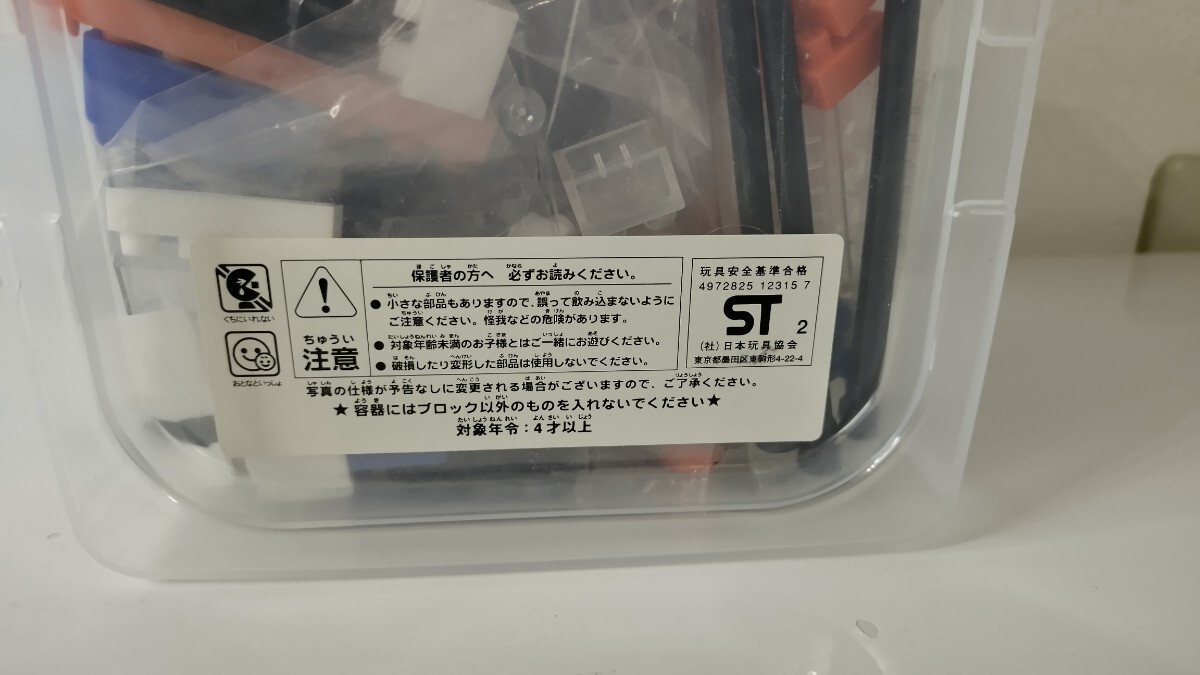 くちにいれない
おとなといっしょ
ちゅうい
注意
保護者の方へ 必ずお読みください。
● 小さな部品もありますので、誤って飲み込まないように
ご注意ください。怪我などの危険があります。
● 対象年齢未満のお子様とはご一緒にお遊びください。
● 破損したり変形した部品は使用しないでください。
玩具安全基準合格
4972825 12315 7
ST 2
(社)日本玩具協会
東京都墨田区東駒形4-22-4
写真の仕様が予告なしに変更される場合がございますので、ご了承ください。
★容器にはブロック以外のものを入れないでください★
対象年令:4才以上